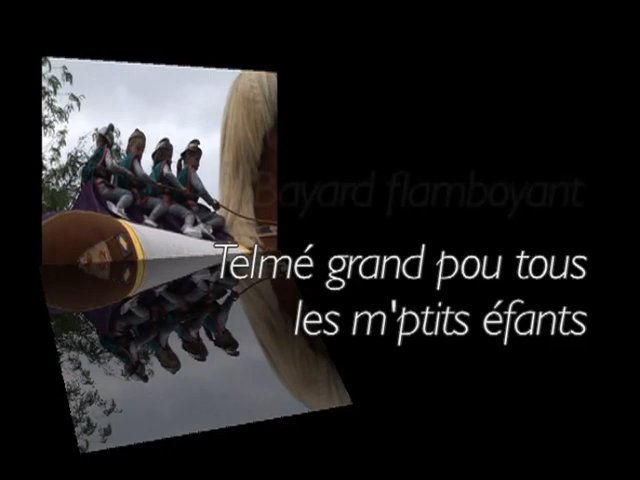 Bayard flamboyant
Telmé grand pou tous
les m'ptits éfants